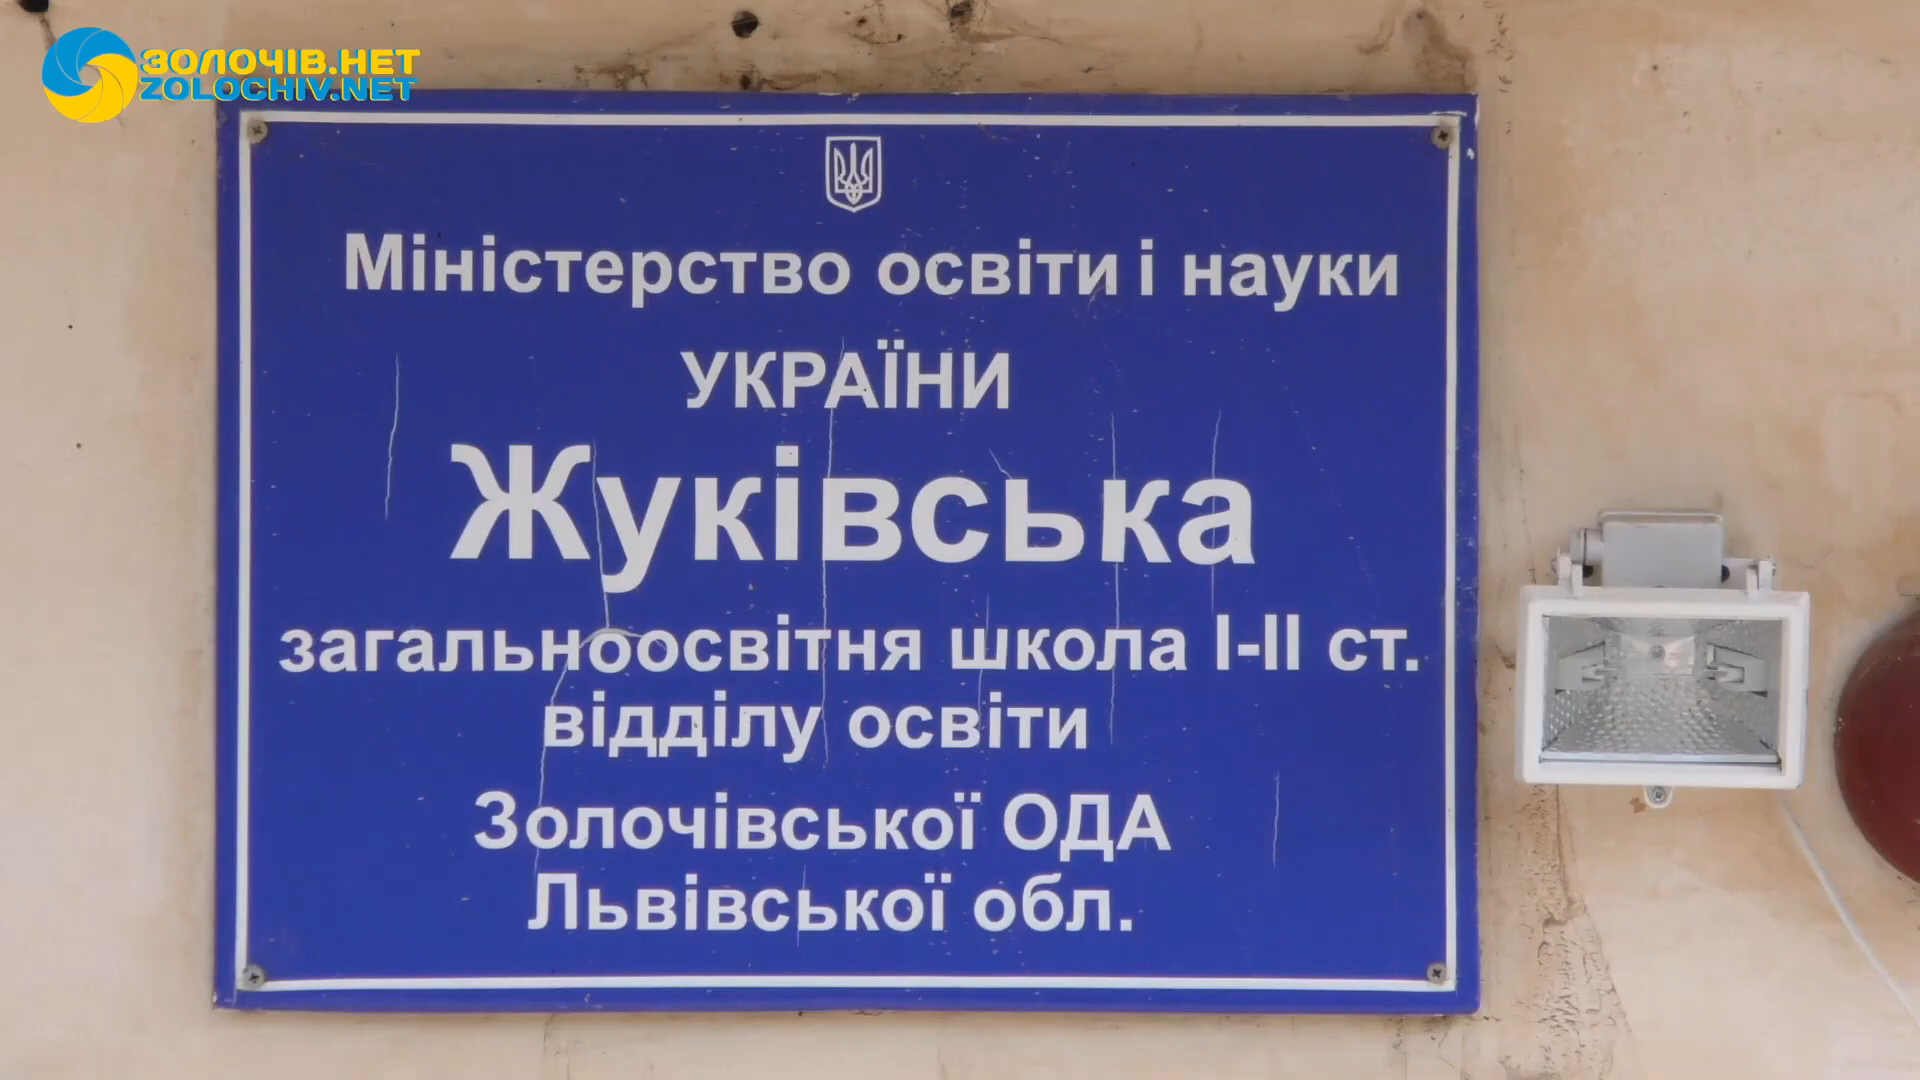 ЗОЛОЧІВ.НЕТ
ZOLOCHIV.NET
Міністерство освіти і науки
УКРАЇНИ
Жуківська
загальноосвітня школа І-ІІ ст.
відділу освіти
Золочівської ОДА
Львівської обл.